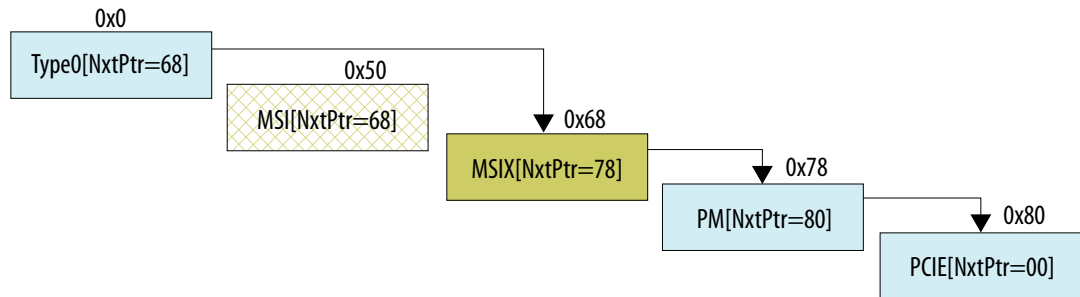 0x0
Type0[NxtPtr=68]
0x50
MSI[NxtPtr=68]
0x68
MSIX[NxtPtr=78]
0x78
PM[NxtPtr=80]
0x80
PCIE[NxtPtr=00]